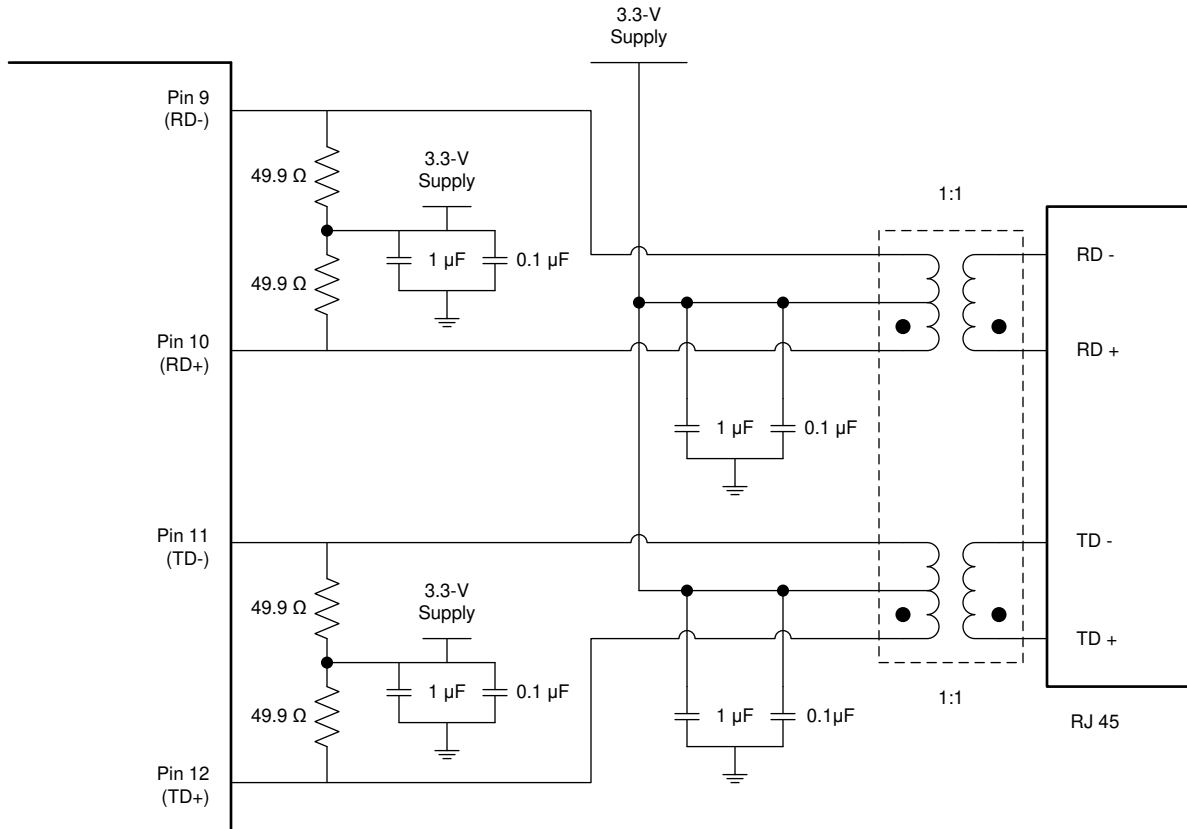 3.3-V
Supply
Pin 9
(RD-)
49.9 Ω
3.3-V
Supply
1 µF
0.1 µF
49.9 Ω
Pin 10
(RD+)
1:1
RD -
RD +
1 µF
0.1 µF
Pin 11
(TD-)
49.9 Ω
3.3-V
Supply
1 µF
0.1 µF
49.9 Ω
Pin 12
(TD+)
TD -
TD +
1 µF
0.1µF
1:1
RJ 45